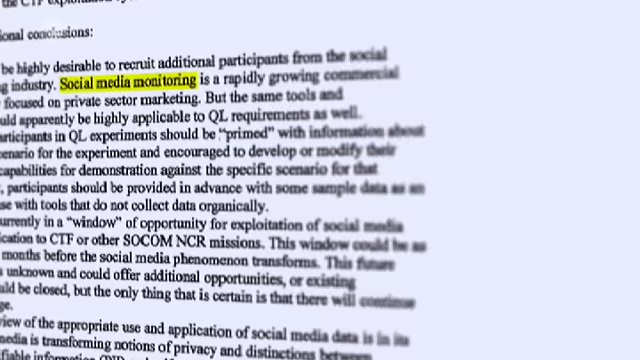 the CTF
ional conclusions:
be highly desirable to recruit additional participants from the social
g industry. Social media monitoring is a rapidly growing commercial
focused on private sector marketing. But the same tools and
uld apparently be highly applicable to QL requirements as well.
articipants in QL experiments should be "primed" with information about
enario for the experiment and encouraged to develop or modify their
capabilities for demonstration against the specific scenario for that
, participants should be provided in advance with some sample data as an
se with tools that do not collect data organically.
urrently in a "window" of opportunity for exploitation of social media
ication to CTF or other SOCOM NCR missions. This window could be as
months before the social media phenomenon transforms. This future
s unknown and could offer additional opportunities, or existing
uld be closed, but the only thing that is certain is that there will continue
ge.
view of the appropriate use and application of social media data is in its
media is transforming notions of privacy and distinctions between
ifiable information